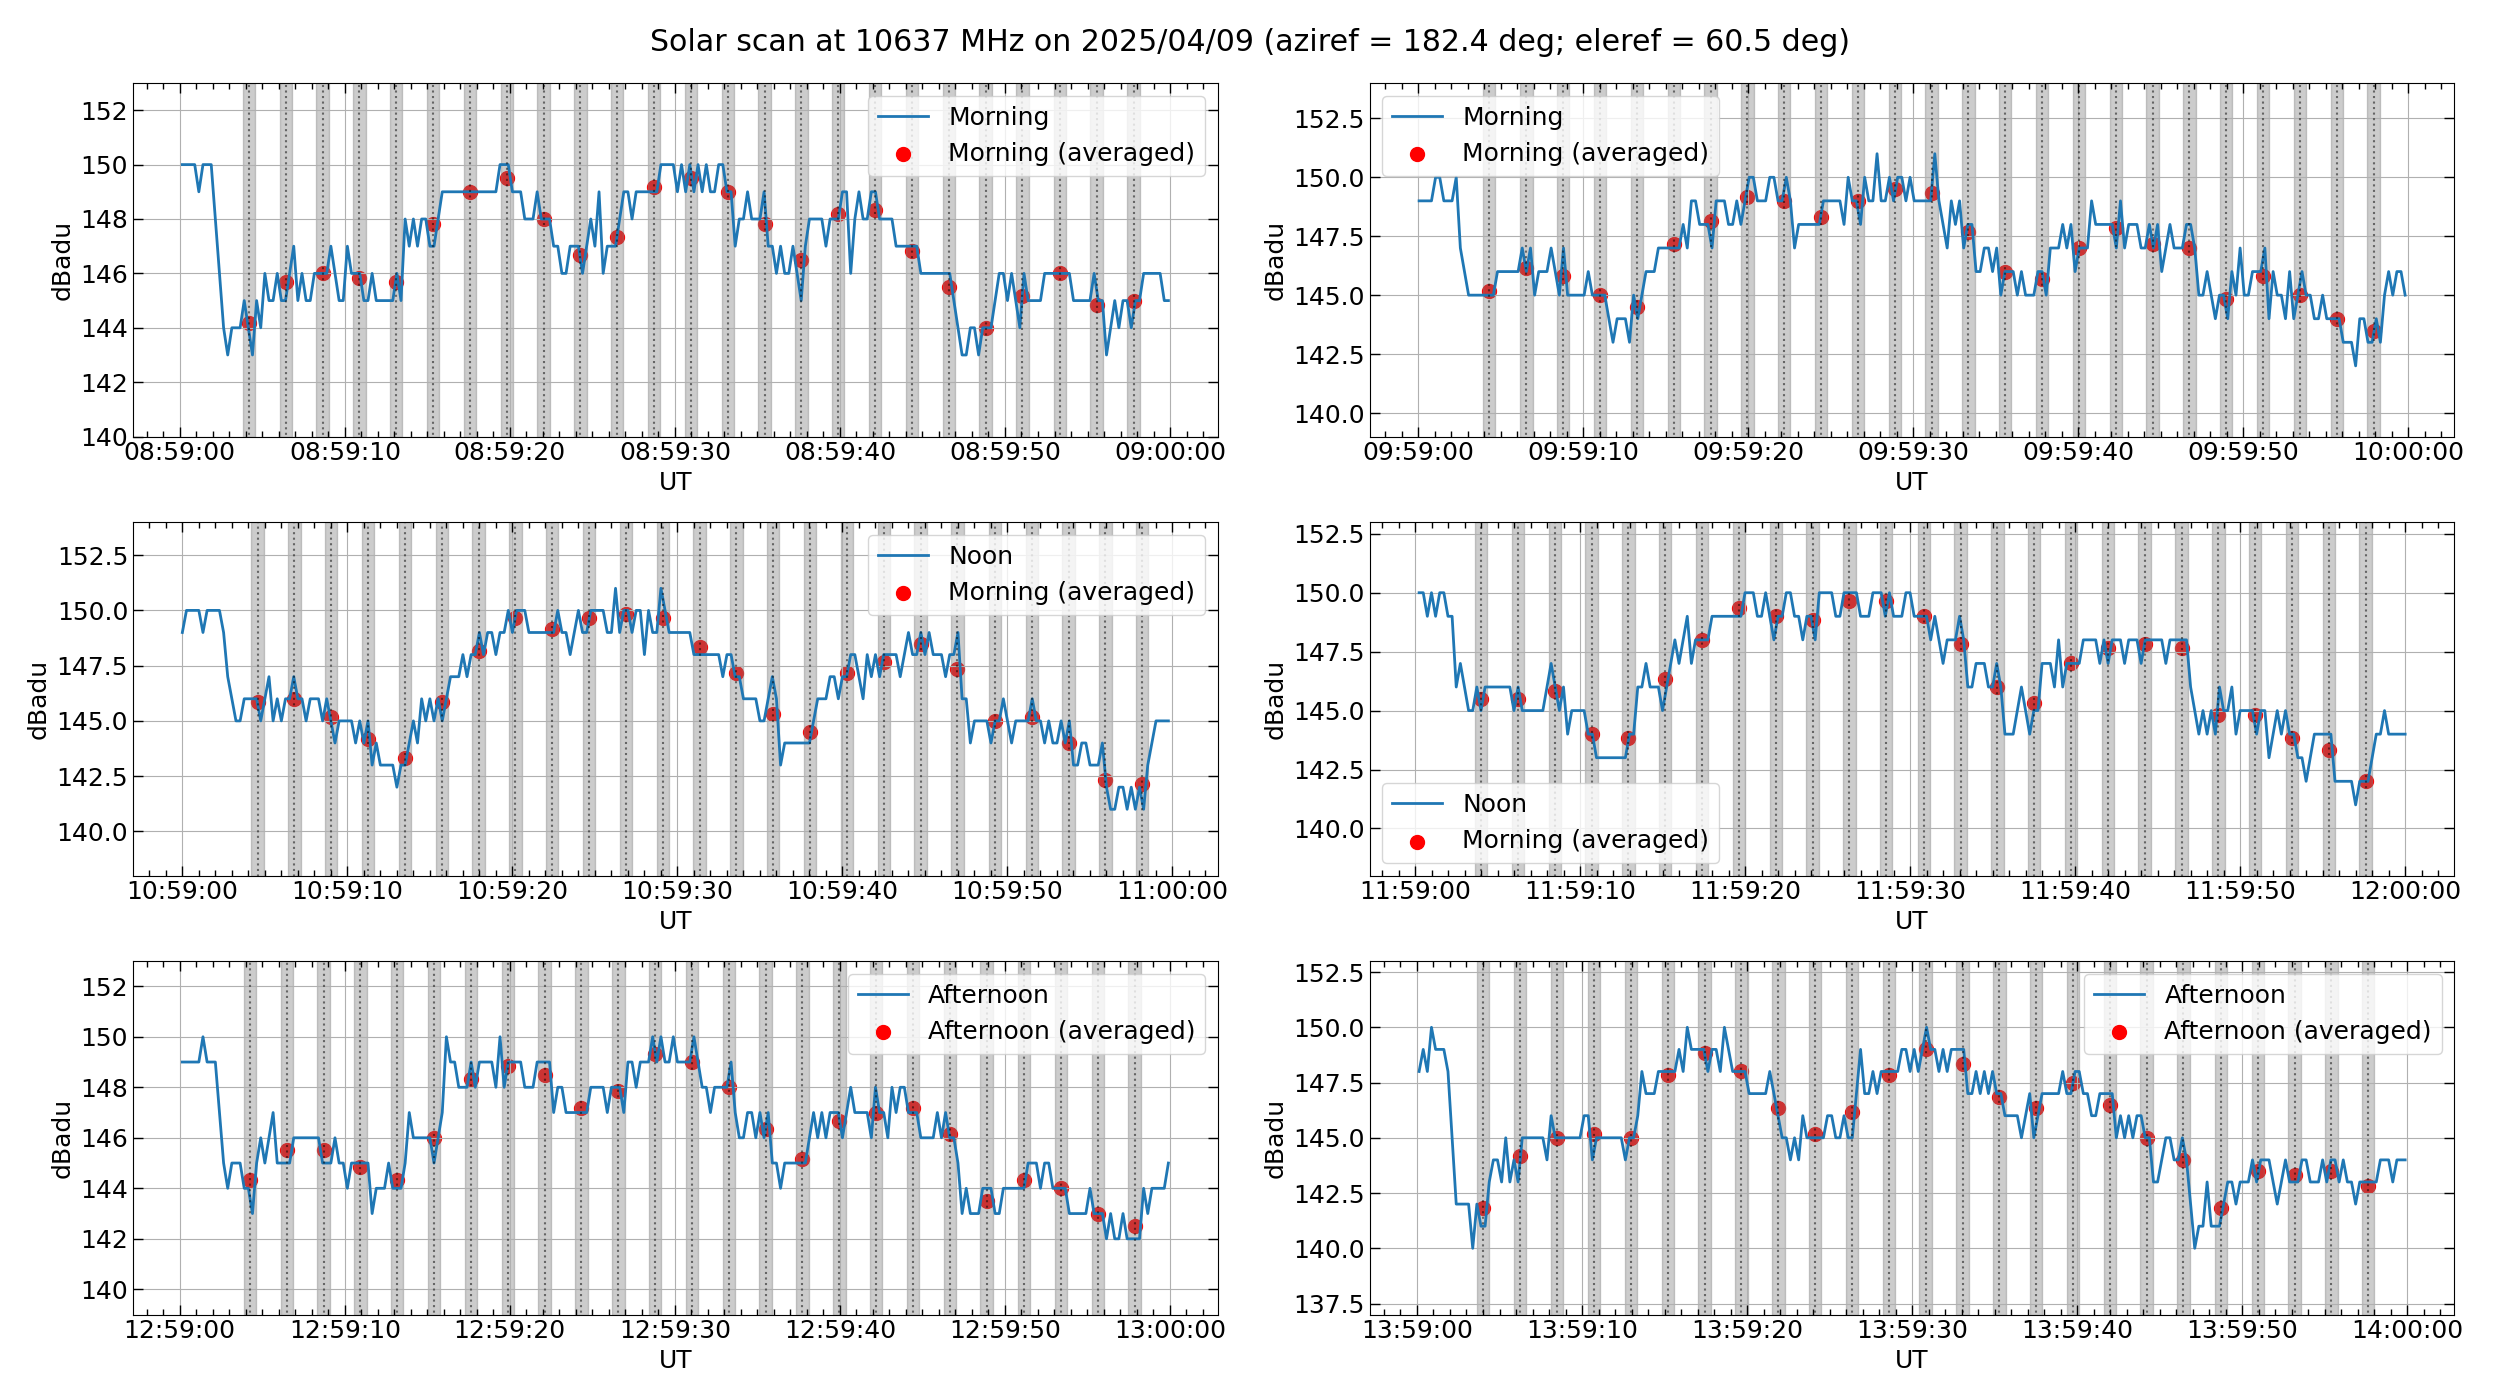 Solar scan at 10637 MHz on 2025/04/09 (aziref = 182.4 deg; eleref = 60.5 deg)
152
150
148
146
144
142
140
dBadu
Morning
Morning (averaged)
08:59:00 08:59:10 08:59:20 08:59:30 08:59:40 08:59:50 09:00:00
UT
152.5
150.0
147.5
145.0
142.5
140.0
dBadu
Morning
Morning (averaged)
09:59:00 09:59:10 09:59:20 09:59:30 09:59:40 09:59:50 10:00:00
UT
152.5
150.0
147.5
145.0
142.5
140.0
dBadu
Noon
Morning (averaged)
10:59:00 10:59:10 10:59:20 10:59:30 10:59:40 10:59:50 11:00:00
UT
152.5
150.0
147.5
145.0
142.5
140.0
dBadu
Noon
Morning (averaged)
11:59:00 11:59:10 11:59:20 11:59:30 11:59:40 11:59:50 12:00:00
UT
152
150
148
146
144
142
140
dBadu
Afternoon
Afternoon (averaged)
12:59:00 12:59:10 12:59:20 12:59:30 12:59:40 12:59:50 13:00:00
UT
152.5
150.0
147.5
145.0
142.5
140.0
137.5
dBadu
Afternoon
Afternoon (averaged)
13:59:00 13:59:10 13:59:20 13:59:30 13:59:40 13:59:50 14:00:00
UT